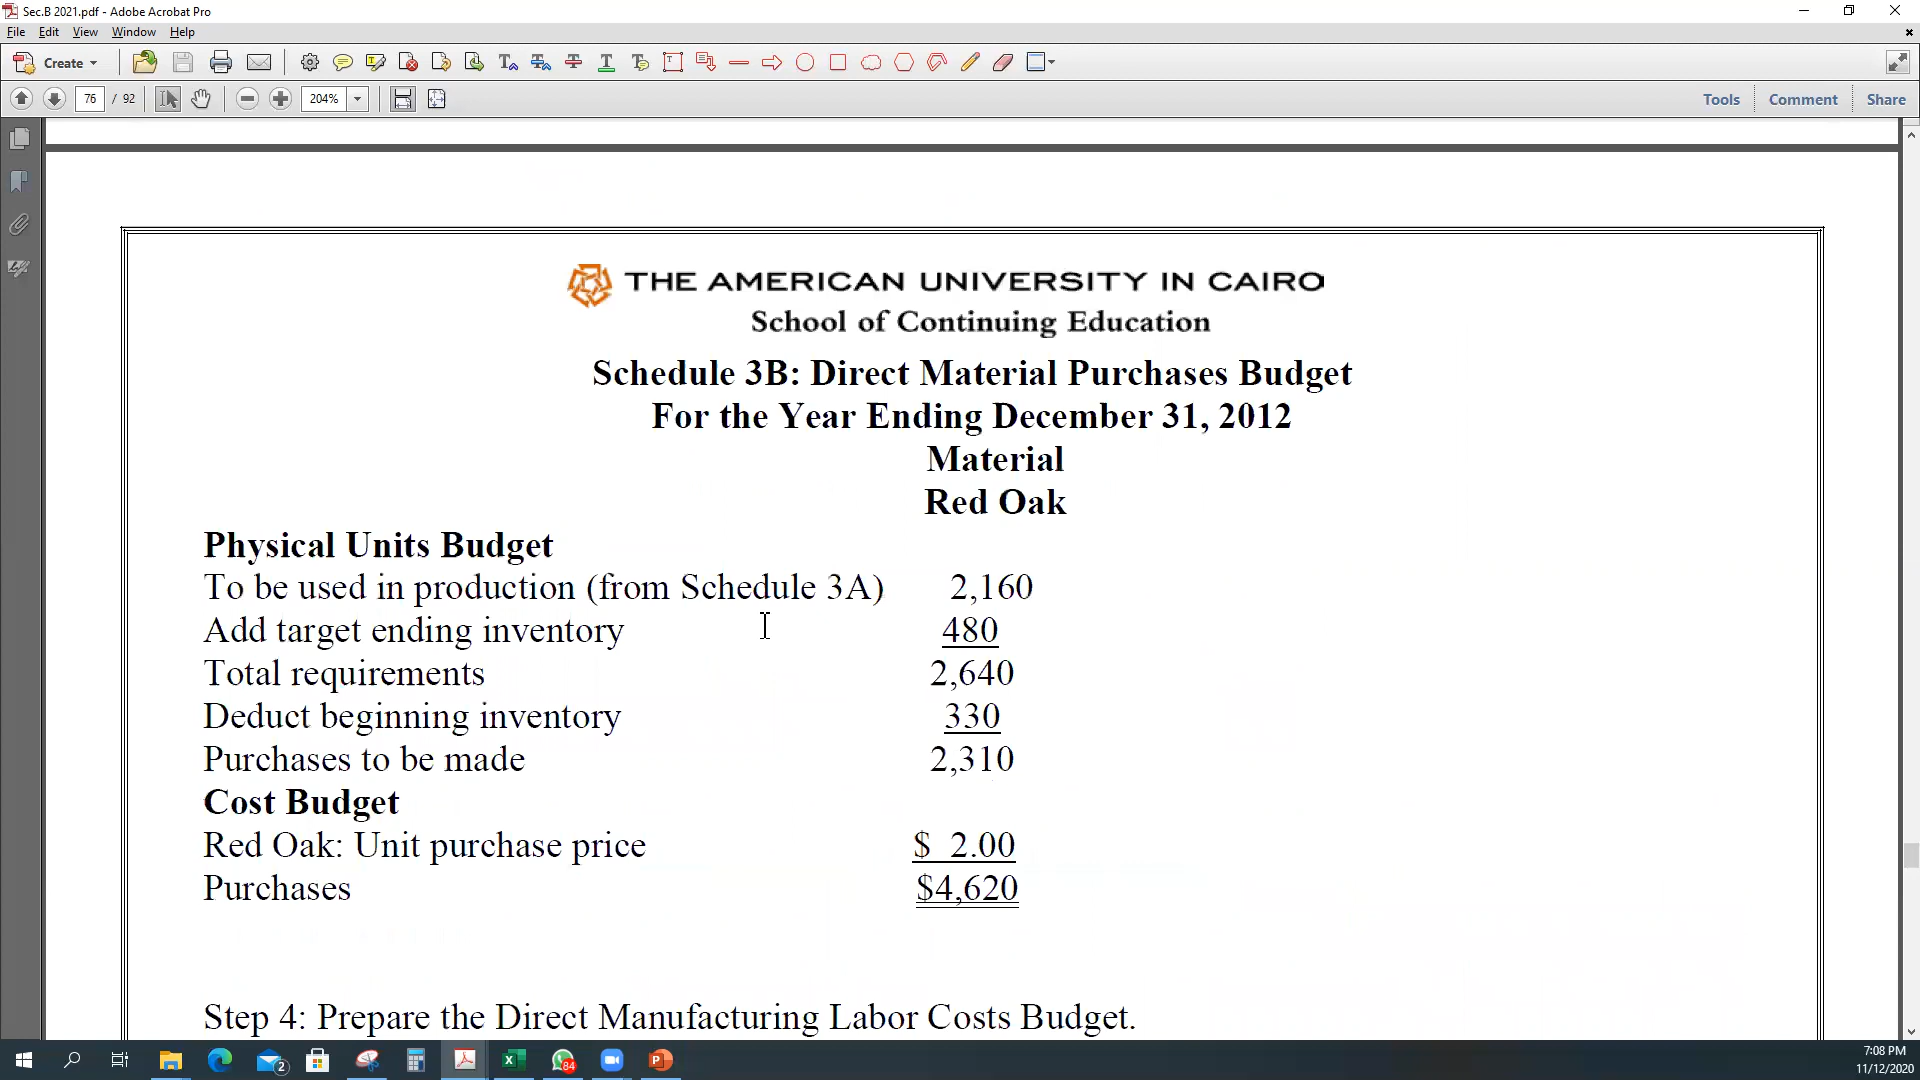 Sec.B 2021.pdf - Adobe Acrobat Pro
File Edit View Window Help
Create
76 / 92 204% Tools Comment Share
THE AMERICAN UNIVERSITY IN CAIRO
School of Continuing Education
Schedule 3B: Direct Material Purchases Budget
For the Year Ending December 31, 2012
Material
Red Oak
Physical Units Budget
To be used in production (from Schedule 3A) 2,160
Add target ending inventory 480
Total requirements 2,640
Deduct beginning inventory 330
Purchases to be made 2,310
Cost Budget
Red Oak: Unit purchase price $ 2.00
Purchases $4,620
Step 4: Prepare the Direct Manufacturing Labor Costs Budget.
2 84
7:08 PM
11/12/2020